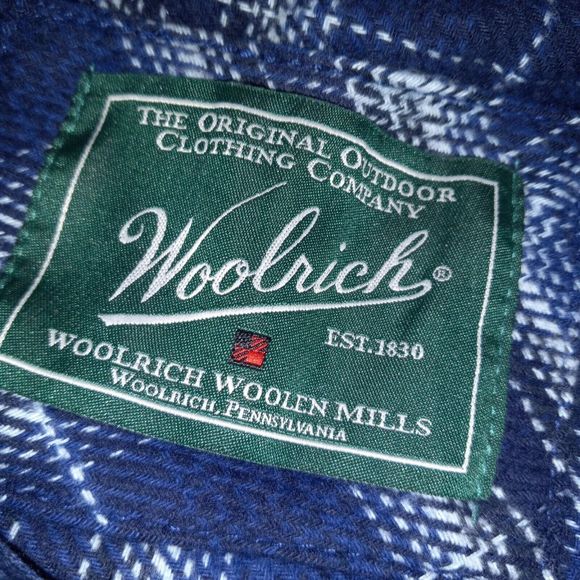 The Original Outdoor
Clothing Company
Woolrich®
EST.1830
Woolrich Woolen Mills
Woolrich, Pennsylvania